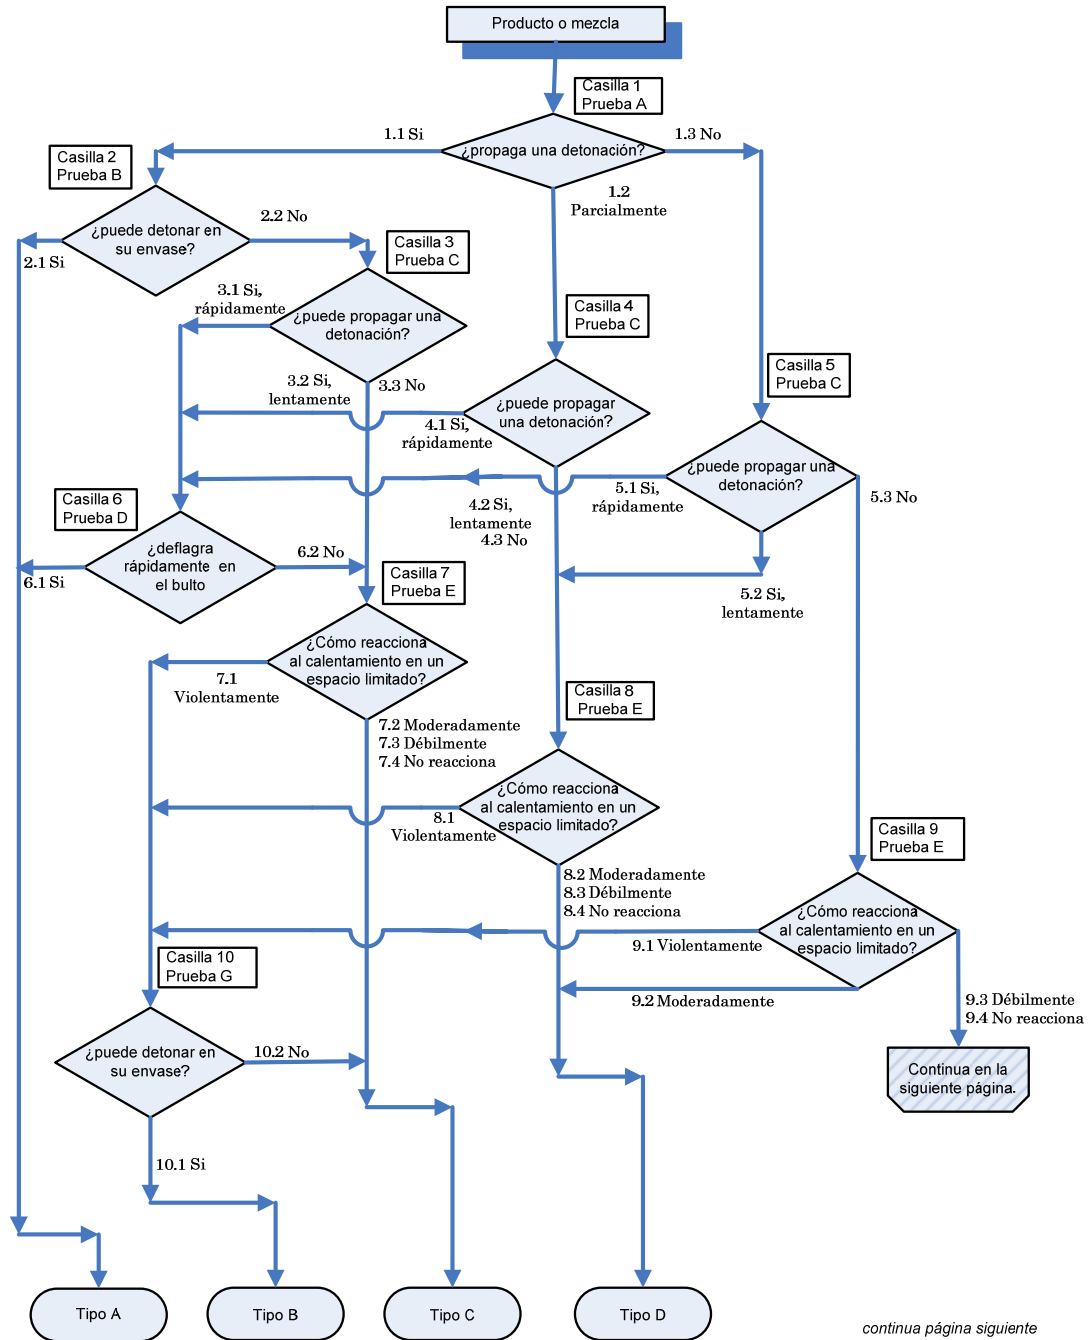 Producto o mezcla
Casilla 1
Prueba A
1.1 Si
1.3 No
¿propaga una detonación?
Casilla 2
Prueba B
1.2
Parcialmente
2.2 No
¿puede detonar en
su envase?
2.1 Si
Casilla 3
Prueba C
3.1 Si,
rápidamente
Casilla 4
Prueba C
¿puede propagar una
detonación?
Casilla 5
Prueba C
3.2 Si,
lentamente
3.3 No
¿puede propagar
una detonación?
4.1 Si,
rápidamente
¿puede propagar una
detonación?
5.1 Si,
rápidamente
5.3 No
Casilla 6
Prueba D
4.2 Si,
lentamente
4.3 No
¿deflagra
rápidamente en
el bulto
6.2 No
6.1 Si
Casilla 7
Prueba E
5.2 Si,
lentamente
¿Cómo reacciona
al calentamiento en un
espacio limitado?
7.1
Violentamente
Casilla 8
Prueba E
7.2 Moderadamente
7.3 Débilmente
7.4 No reacciona
¿Cómo reacciona
al calentamiento en un
espacio limitado?
8.1
Violentamente
Casilla 9
Prueba E
8.2 Moderadamente
8.3 Débilmente
8.4 No reacciona
¿Cómo reacciona
al calentamiento en un
espacio limitado?
9.1 Violentamente
Casilla 10
Prueba G
9.2 Moderadamente
9.3 Débilmente
9.4 No reacciona
¿puede detonar en
su envase?
10.2 No
Continua en la
siguiente página.
10.1 Si
Tipo A
Tipo B
Tipo C
Tipo D
continua página siguiente